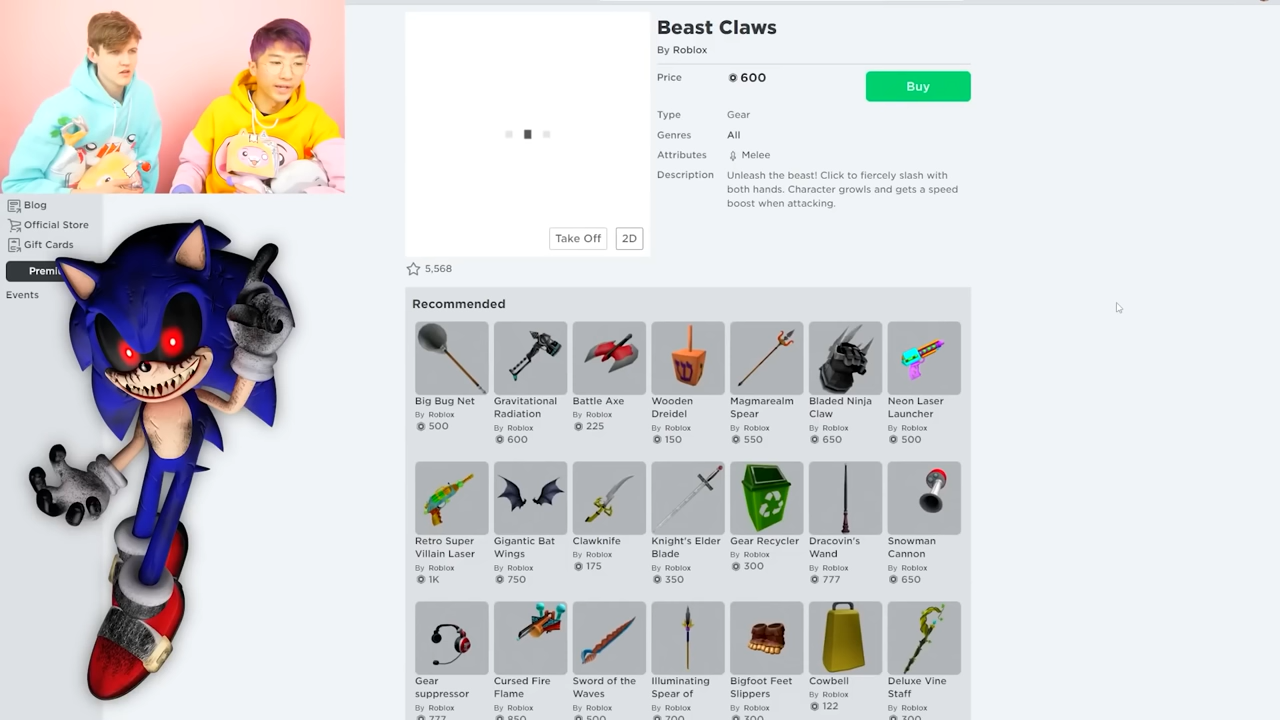 Beast Claws
By Roblox
Price 600
Buy
Type Gear
Genres All
Attributes Melee
Description Unleash the beast! Click to fiercely slash with
both hands. Character growls and gets a speed
boost when attacking.
Take Off 2D
5,568
Blog
Official Store
Gift Cards
Premi
Events
Recommended
Big Bug Net
By Roblox
500
Gravitational
Radiation
By Roblox
600
Battle Axe
By Roblox
225
Wooden
Dreidel
By Roblox
150
Magmarealm
Spear
By Roblox
550
Bladed Ninja
Claw
By Roblox
650
Neon Laser
Launcher
By Roblox
500
Retro Super
Villain Laser
By Roblox
1K
Gigantic Bat
Wings
By Roblox
750
Clawknife
By Roblox
175
Knight's Elder
Blade
By Roblox
350
Gear Recycler
By Roblox
300
Dracovin's
Wand
By Roblox
777
Snowman
Cannon
By Roblox
650
Gear
suppressor
By Roblox
777
Cursed Fire
Flame
By Roblox
850
Sword of the
Waves
By Roblox
500
Illuminating
Spear of
By Roblox
700
Bigfoot Feet
Slippers
By Roblox
300
Cowbell
By Roblox
122
Deluxe Vine
Staff
By Roblox
300